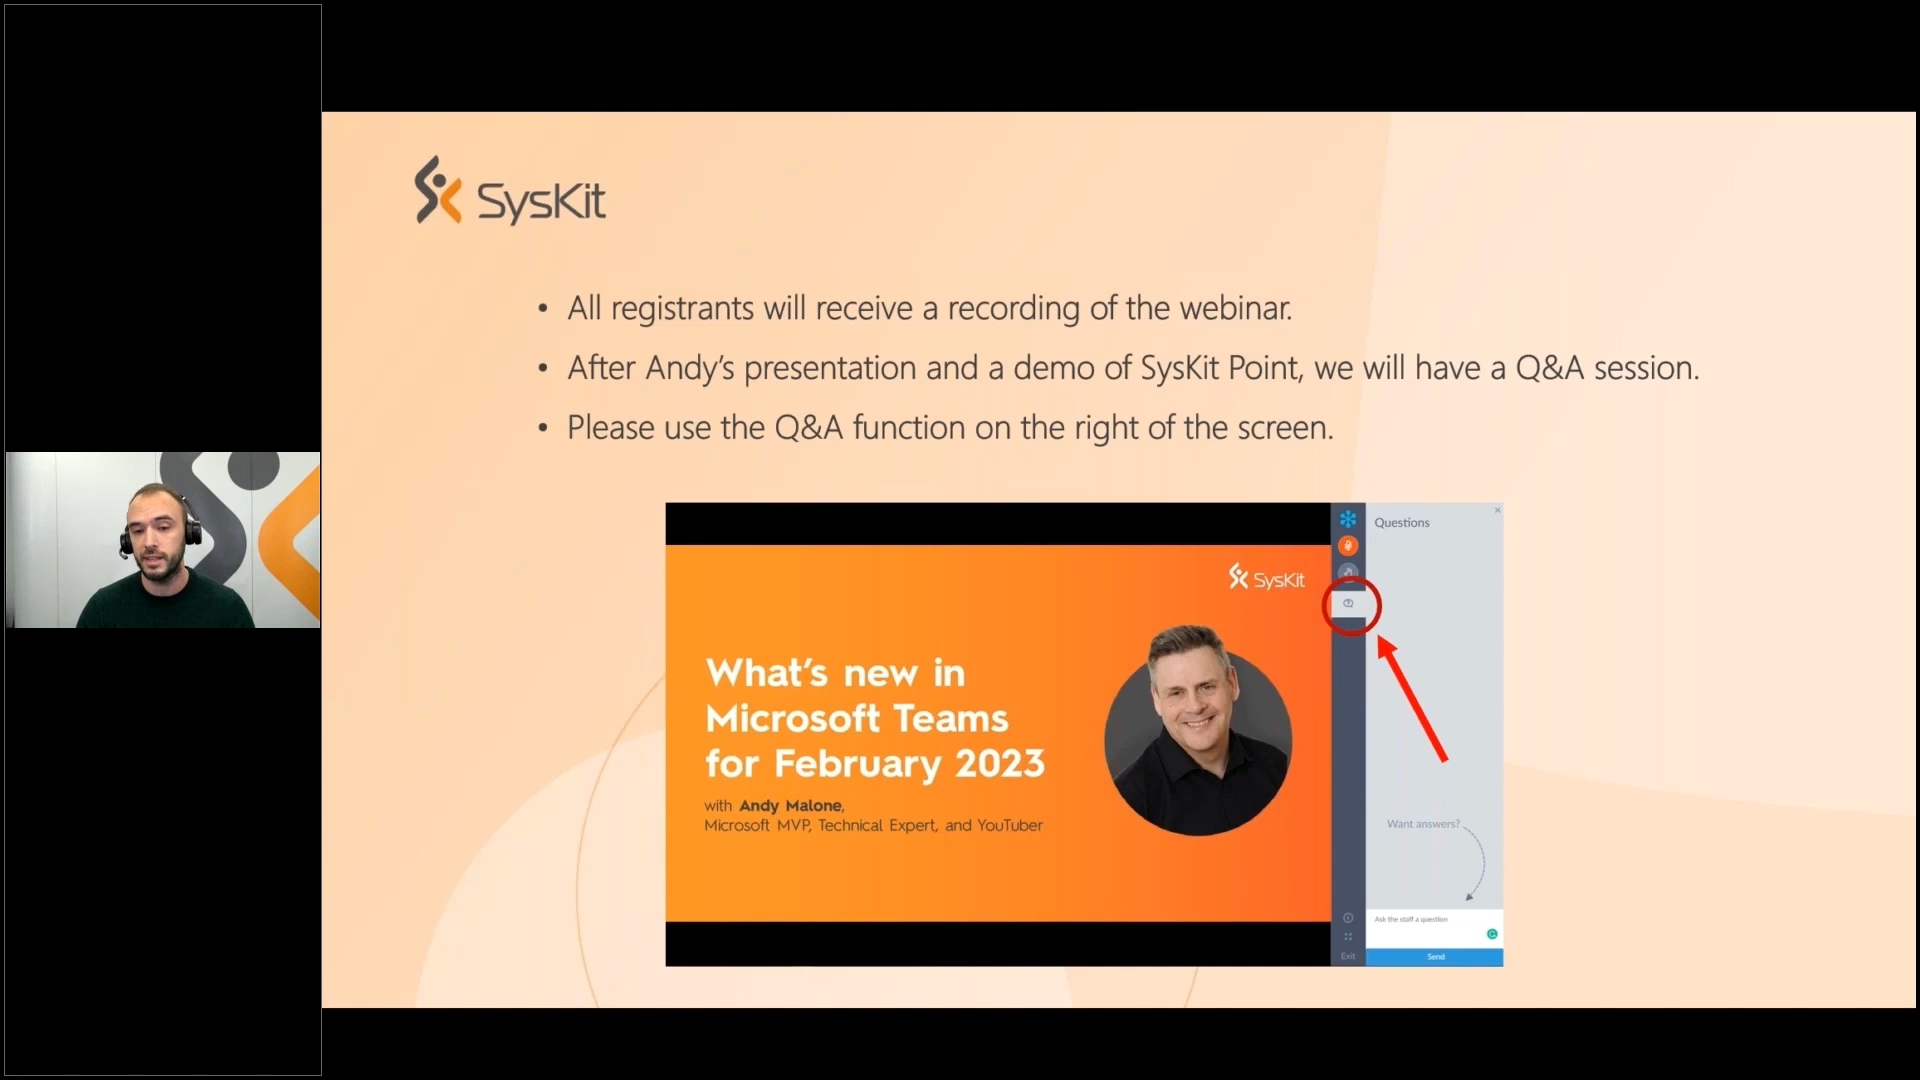 SysKit
• All registrants will receive a recording of the webinar.
• After Andy's presentation and a demo of SysKit Point, we will have a Q&A session.
• Please use the Q&A function on the right of the screen.
SysKit
What's new in
Microsoft Teams
for February 2023
with Andy Malone,
Microsoft MVP, Technical Expert, and YouTuber
Questions
Want answers?
Ask the staff a question
Send
Exit